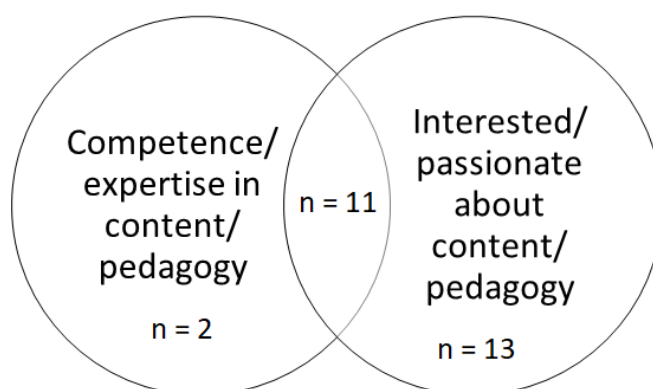 Competence/
expertise in
content/
pedagogy
n = 2
n = 11
Interested/
passionate
about
content/
pedagogy
n = 13